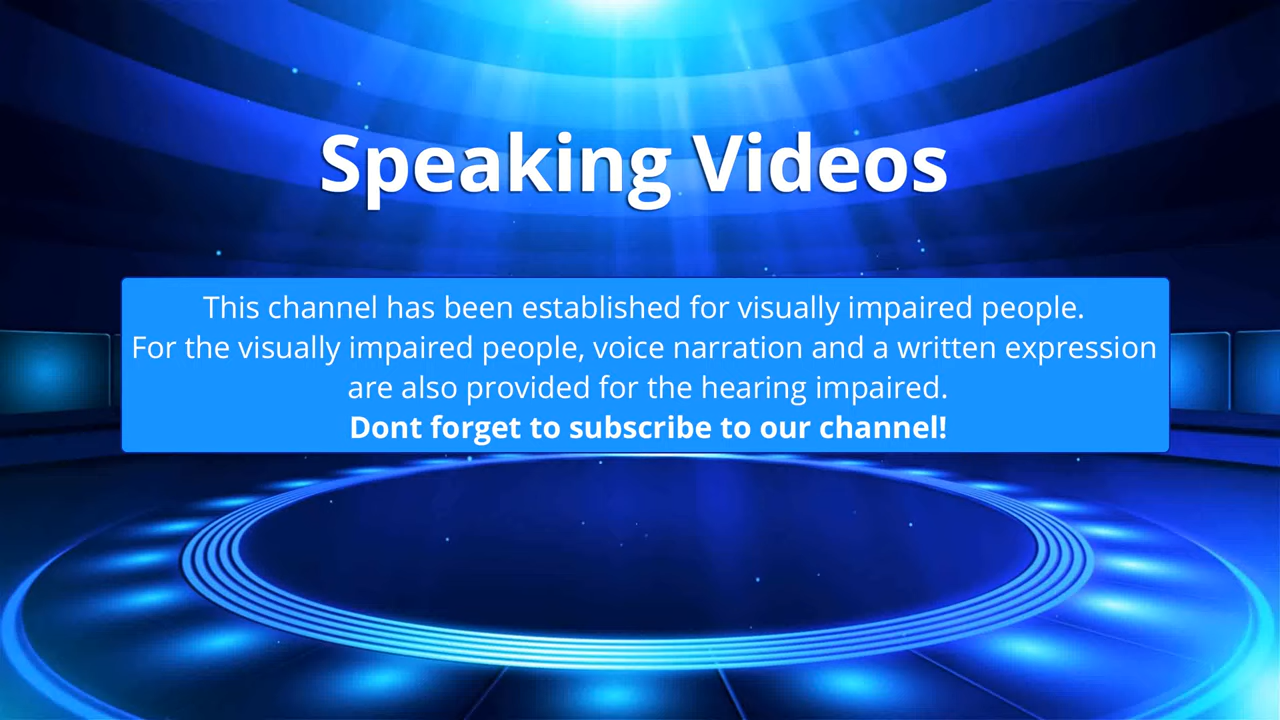 Speaking Videos
This channel has been established for visually impaired people.
For the visually impaired people, voice narration and a written expression
are also provided for the hearing impaired.
Dont forget to subscribe to our channel!